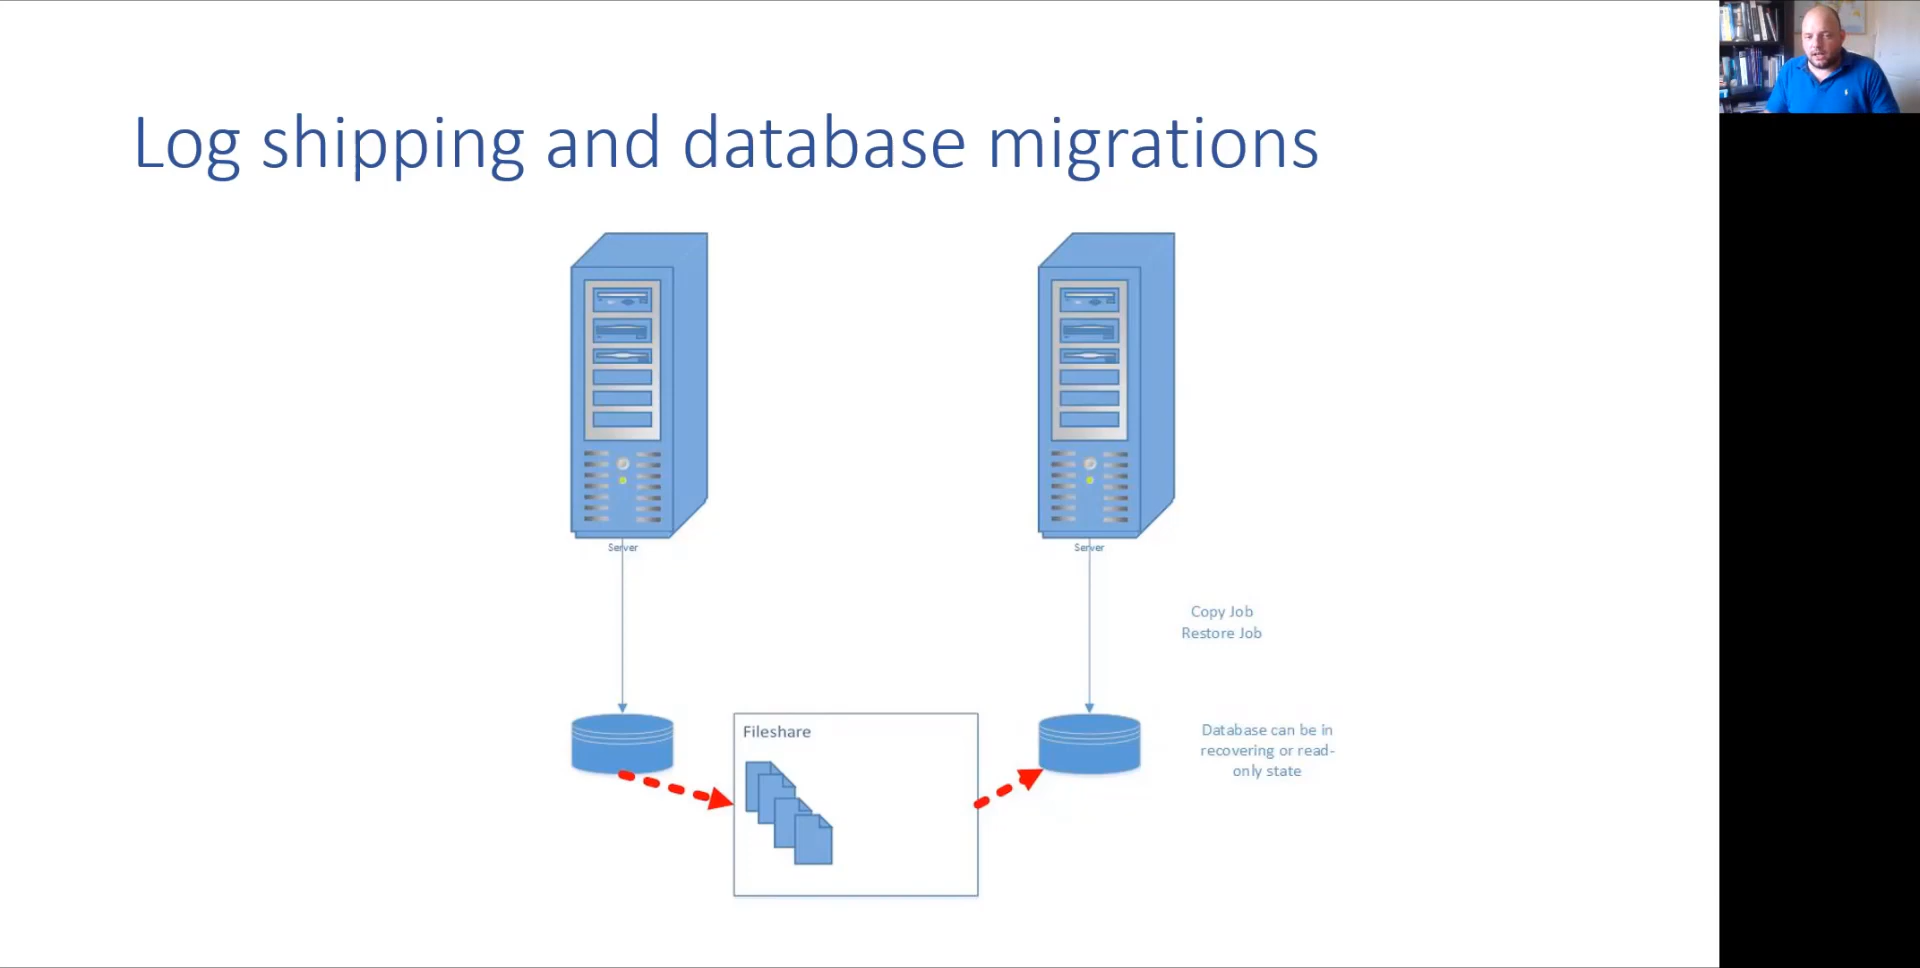 Log shipping and database migrations
Server
Server
Copy Job
Restore Job
Fileshare
Database can be in
recovering or read-
only state